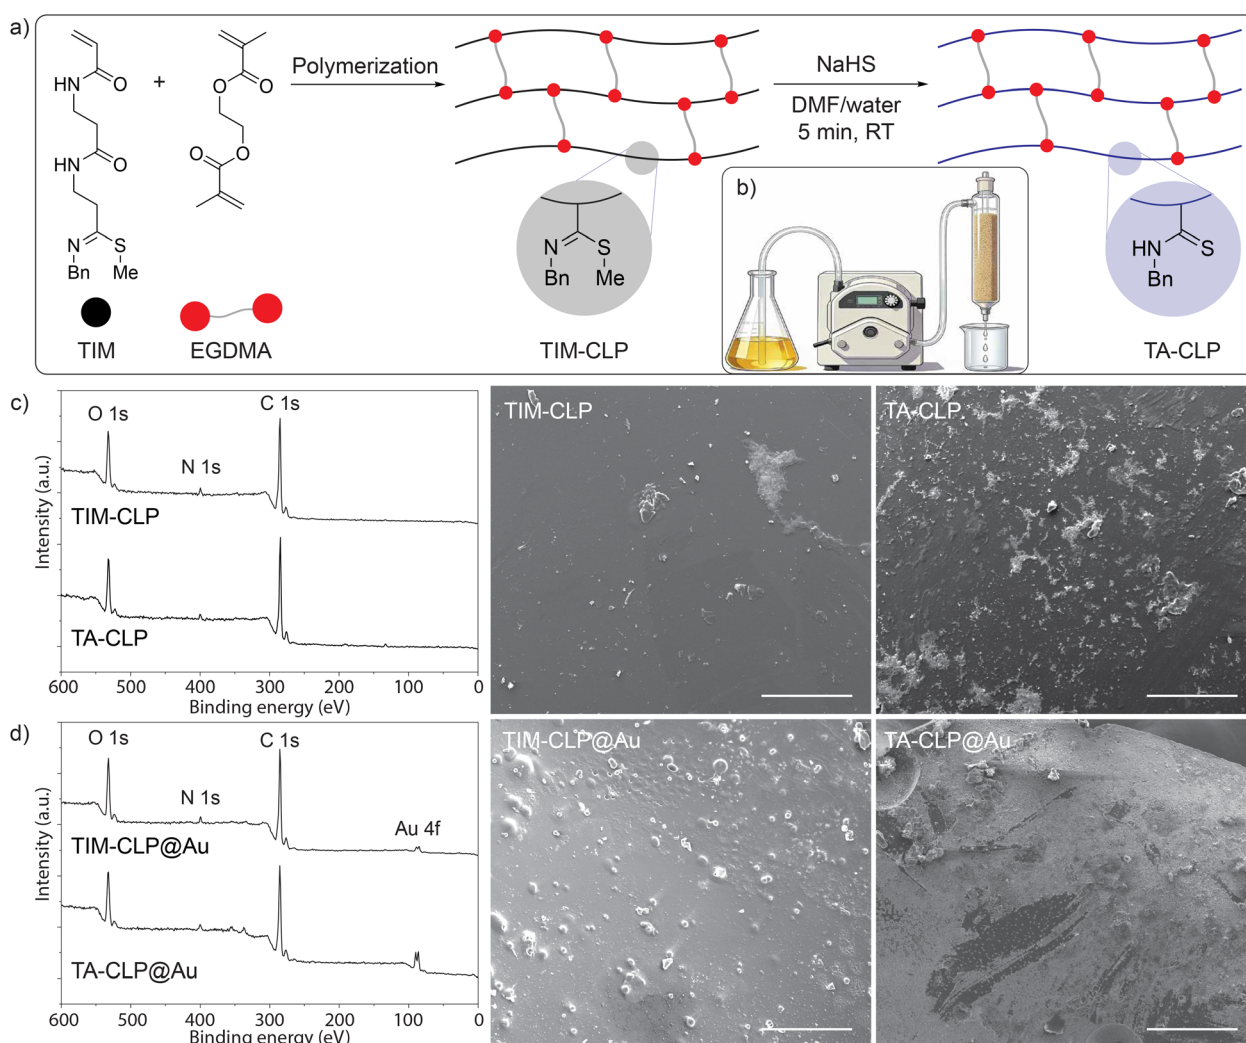 a)
O
HN
O
HN
N
S
Bn
Me
TIM
+
O
O
O
O
EGDMA
Polymerization
N
S
Bn
Me
TIM-CLP
NaHS
DMF/water
5 min, RT
b)
HN
S
Bn
TA-CLP
c)
O 1s
N 1s
C 1s
TIM-CLP
TA-CLP
Intensity (a.u.)
600
500
400
300
200
100
0
Binding energy (eV)
TIM-CLP
TA-CLP
d)
O 1s
N 1s
C 1s
Au 4f
TIM-CLP@Au
TA-CLP@Au
Intensity (a.u.)
600
500
400
300
200
100
0
Binding energy (eV)
TIM-CLP@Au
TA-CLP@Au